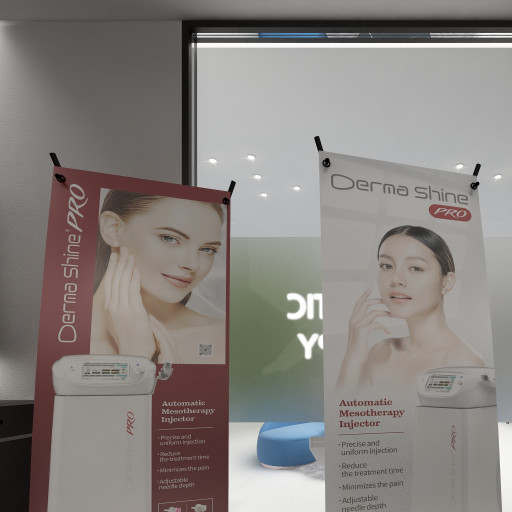 Derma Shine PRO
PRO
Automatic
Mesotherapy
Injector
· Precise and
uniform injection
· Reduce
the treatment time
· Minimizes the pain
· Adjustable
needle depth
Derma Shine
PRO
Automatic
Mesotherapy
Injector
· Precise and
uniform injection
· Reduce
the treatment time
· Minimizes the pain
· Adjustable
needle depth
PRO